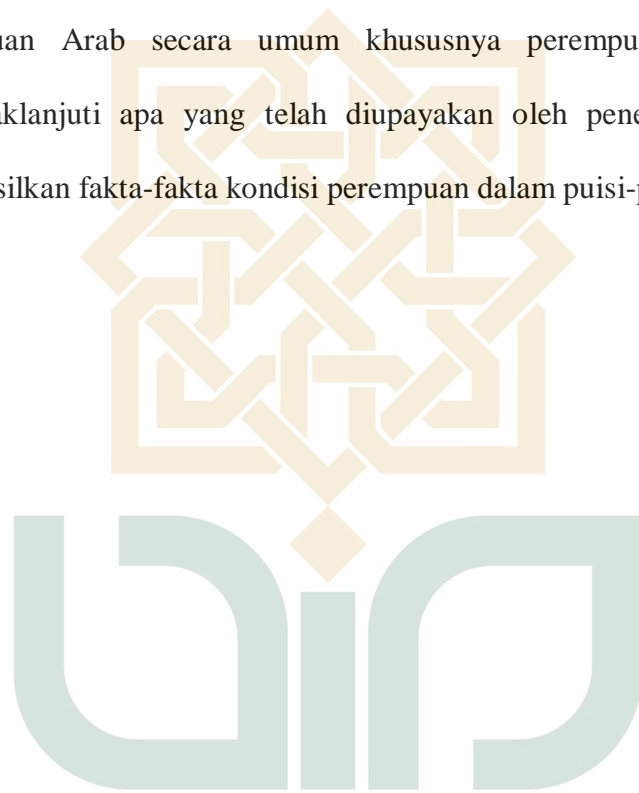 uan Arab secara umum khususnya perempu
aklanjuti apa yang telah diupayakan oleh pene
silkan fakta-fakta kondisi perempuan dalam puisi-p